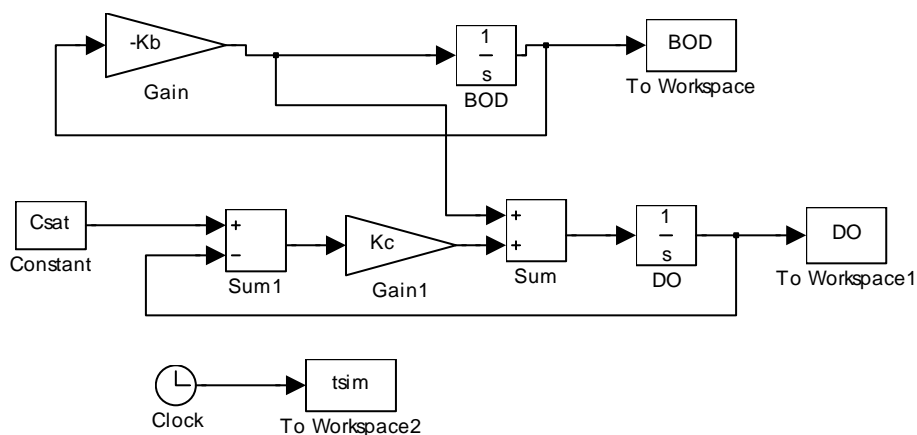 -Kb
Gain
1
s
BOD
BOD
To Workspace
Csat
Constant
+
−
Sum1
Kc
Gain1
+
+
Sum
1
s
DO
DO
To Workspace1
Clock
tsim
To Workspace2